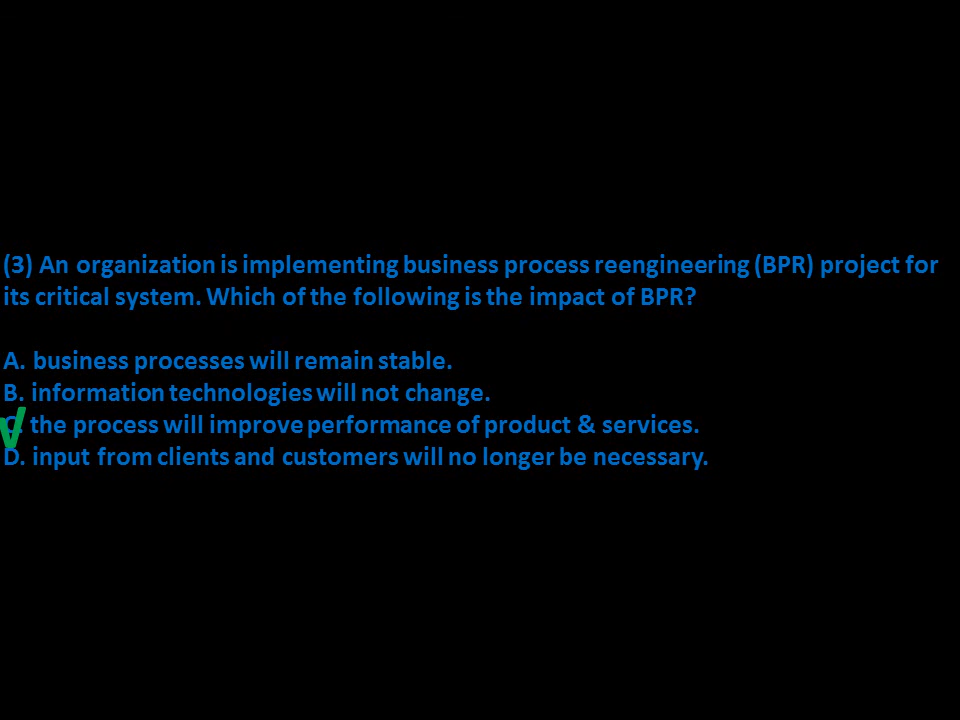 (3) An organization is implementing business process reengineering (BPR) project for
its critical system. Which of the following is the impact of BPR?
A. business processes will remain stable.
B. information technologies will not change.
C. the process will improve performance of product & services.
D. input from clients and customers will no longer be necessary.